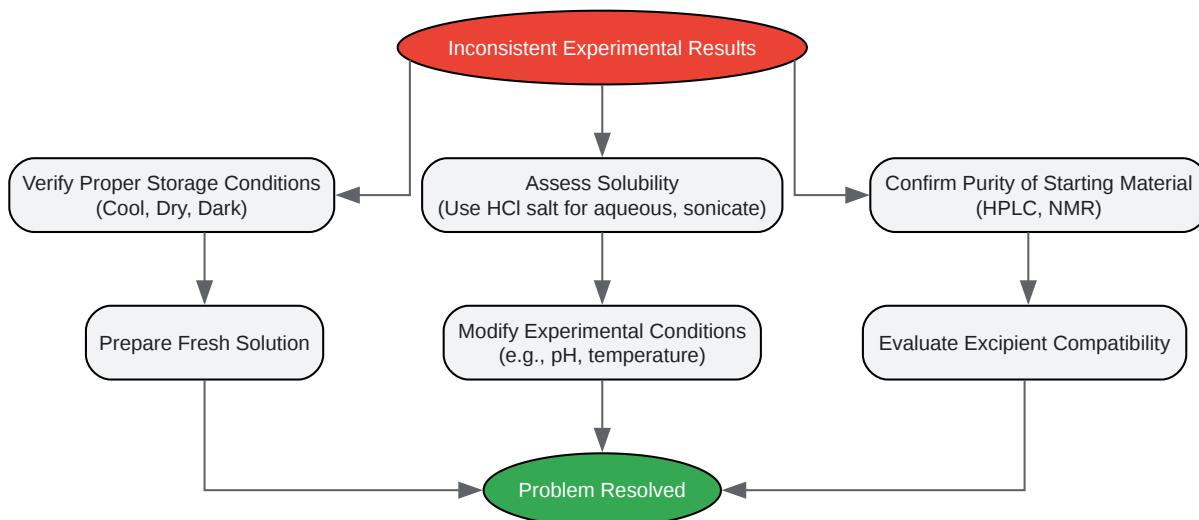 Inconsistent Experimental Results
Verify Proper Storage Conditions
(Cool, Dry, Dark)
Assess Solubility
(Use HCl salt for aqueous, sonicate)
Confirm Purity of Starting Material
(HPLC, NMR)
Prepare Fresh Solution
Modify Experimental Conditions
(e.g., pH, temperature)
Evaluate Excipient Compatibility
Problem Resolved